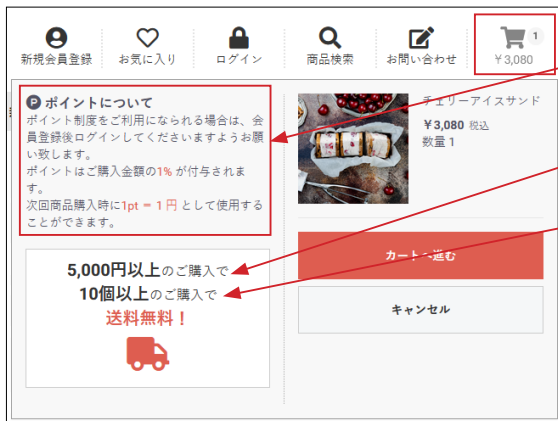 新規会員登録
お気に入り
ログイン
商品検索
お問い合わせ
1
￥3,080
P ポイントについて
ポイント制度をご利用になられる場合は、会
員登録後ログインしてくださいますようお願
い致します。
ポイントはご購入金額の1% が付与されま
す。
次回商品購入時に1pt = 1 円 として使用する
ことができます。
チェリーアイスサンド
￥3,080 税込
数量 1
5,000円以上のご購入で
10個以上のご購入で
送料無料！
カートへ進む
キャンセル